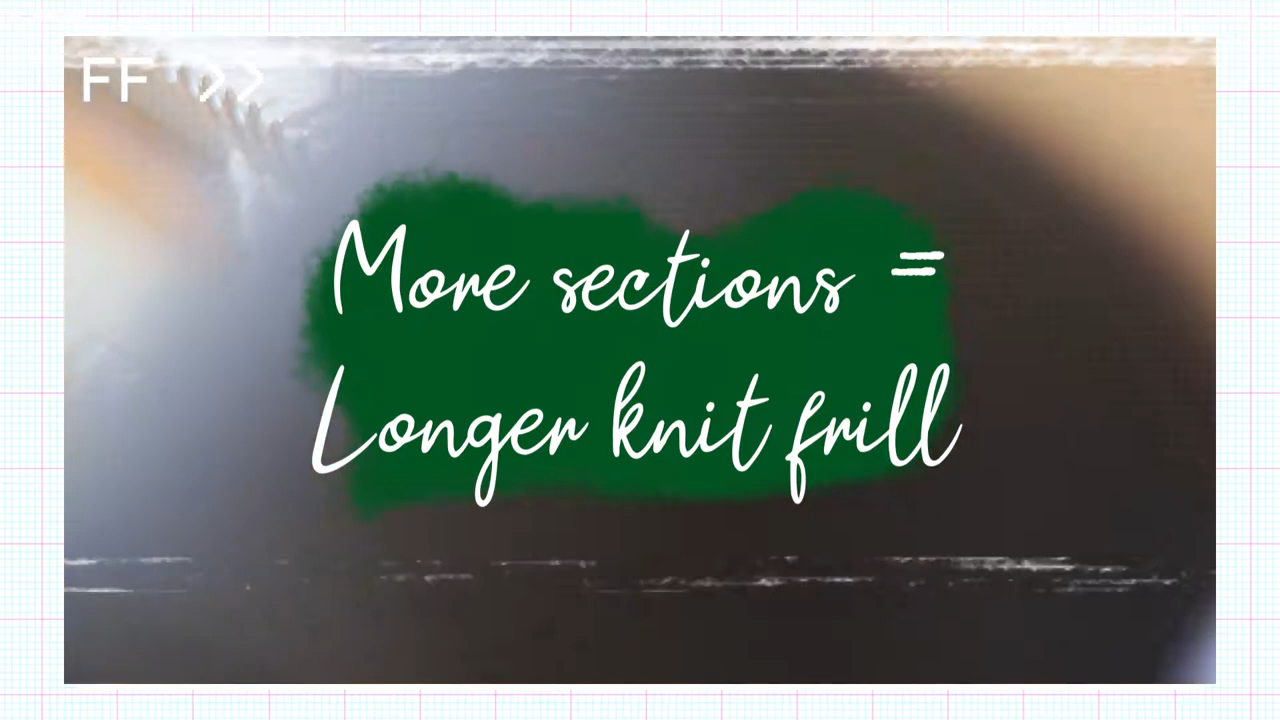 FF >>
More sections =
Longer knit frill